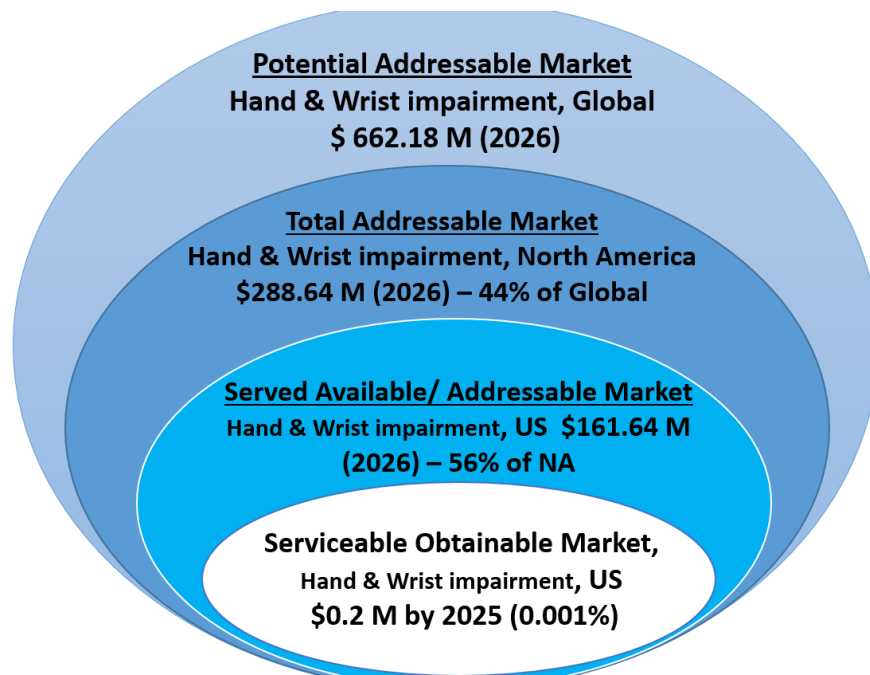 Potential Addressable Market
Hand & Wrist impairment, Global
$ 662.18 M (2026)
Total Addressable Market
Hand & Wrist impairment, North America
$288.64 M (2026) – 44% of Global
Served Available/ Addressable Market
Hand & Wrist impairment, US  $161.64 M
(2026) – 56% of NA
Serviceable Obtainable Market,
Hand & Wrist impairment, US
$0.2 M by 2025 (0.001%)